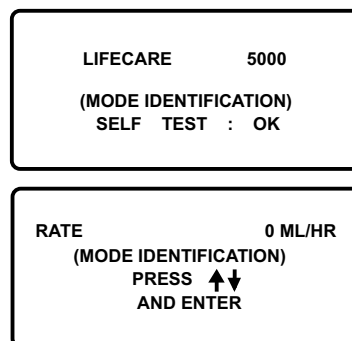 LIFECARE 5000
(MODE IDENTIFICATION)
SELF TEST : OK
RATE 0 ML/HR
(MODE IDENTIFICATION)
PRESS ↑↓
AND ENTER